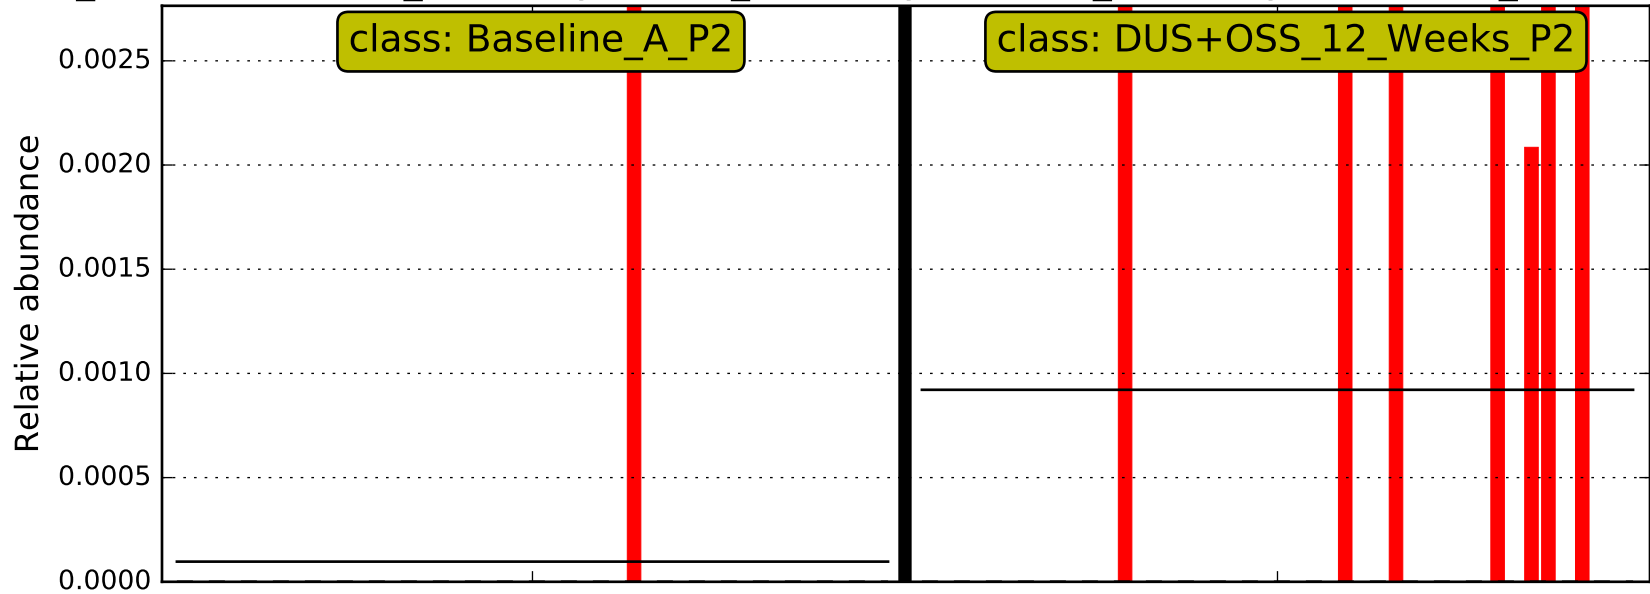 class: Baseline_A_P2
class: DUS+OSS_12_Weeks_P2
Relative abundance
0.0025
0.0020
0.0015
0.0010
0.0005
0.0000